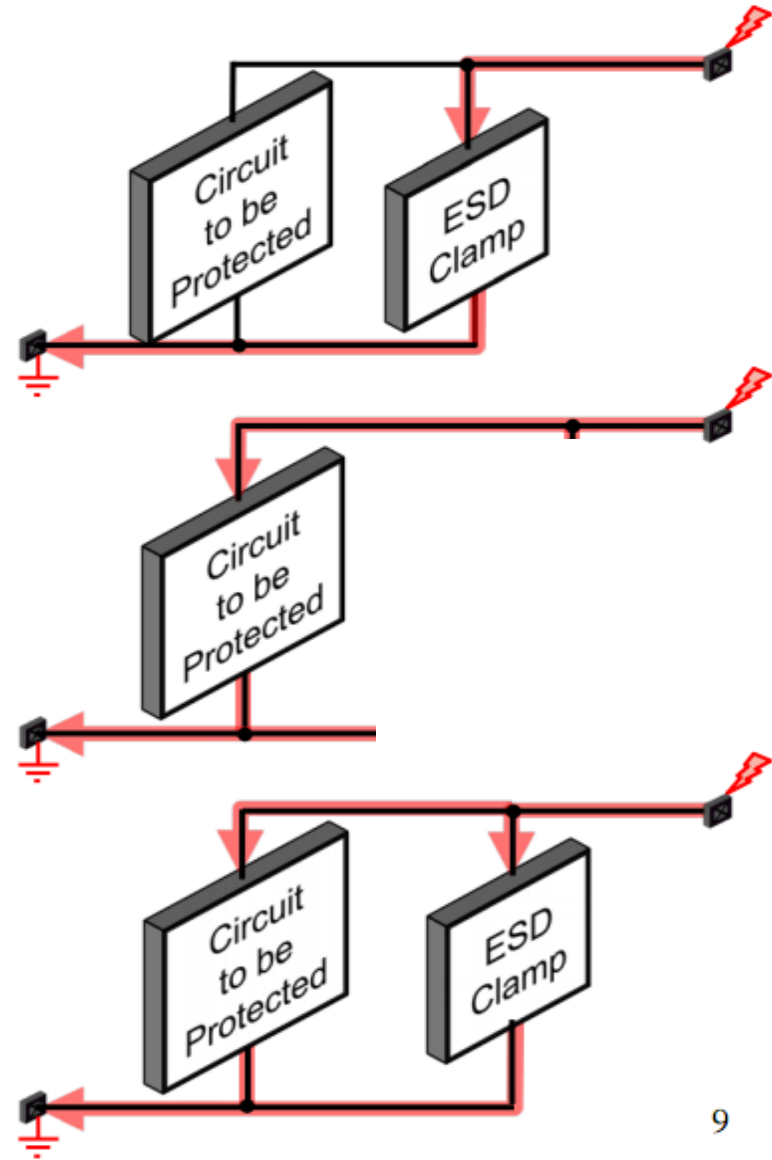 Circuit
to be
Protected
ESD
Clamp
Circuit
to be
Protected
Circuit
to be
Protected
ESD
Clamp
9